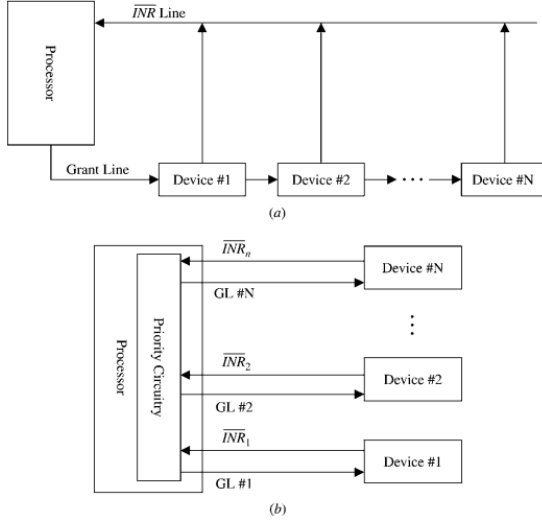 INR Line
Processor
Grant Line
Device #1
Device #2
...
Device #N
(a)
INRn
Device #N
GL #N
Processor
Priority Circuitry
INR2
Device #2
GL #2
INR1
Device #1
GL #1
(b)